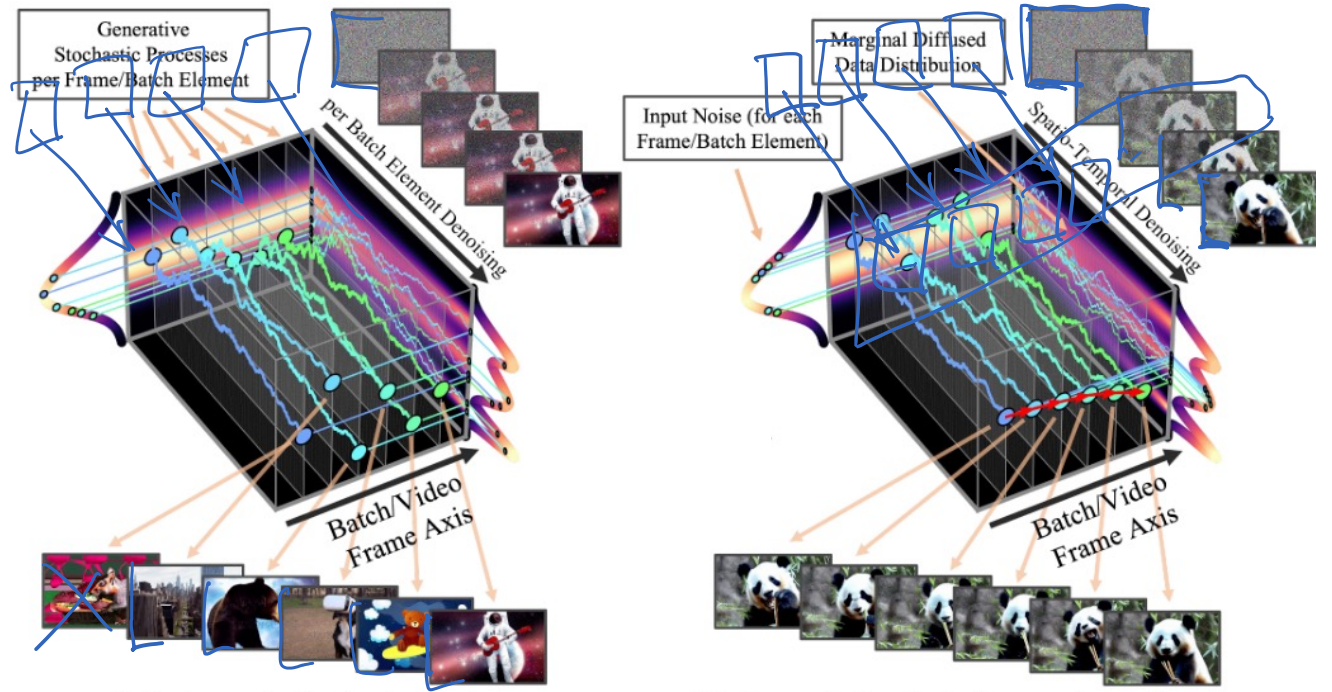 Generative
Stochastic Processes
per Frame/Batch Element
per Batch Element Denoising
Batch/Video
Frame Axis
Marginal Diffused
Data Distribution
Input Noise (for each
Frame/Batch Element)
Spatio-Temporal Denoising
Batch/Video
Frame Axis